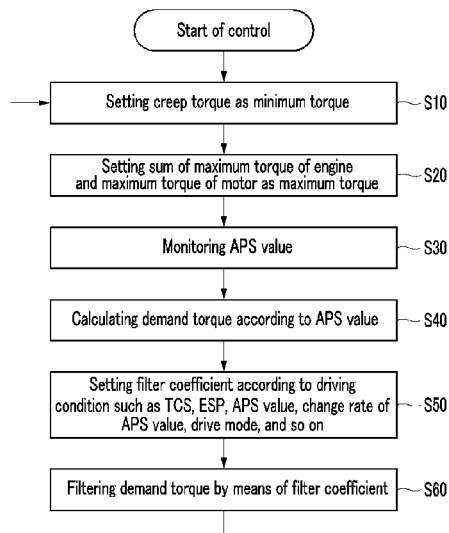 Start of control
Setting creep torque as minimum torque
S10
Setting sum of maximum torque of engine
and maximum torque of motor as maximum torque
S20
Monitoring APS value
S30
Calculating demand torque according to APS value
S40
Setting filter coefficient according to driving
condition such as TCS, ESP, APS value, change rate of
APS value, drive mode, and so on
S50
Filtering demand torque by means of filter coefficient
S60